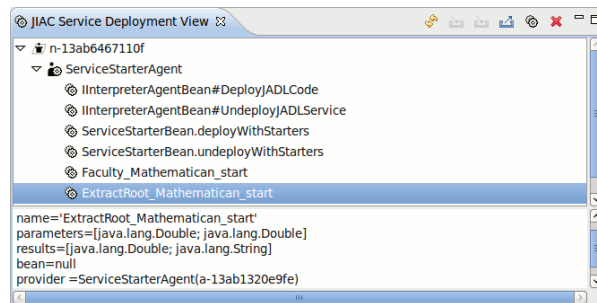 JIAC Service Deployment View
n-13ab6467110f
ServiceStarterAgent
IInterpreterAgentBean#DeployJADLCode
IInterpreterAgentBean#UndeployJADLService
ServiceStarterBean.deployWithStarters
ServiceStarterBean.undeployWithStarters
Faculty_Mathematican_start
ExtractRoot_Mathematican_start
name='ExtractRoot_Mathematican_start'
parameters=[java.lang.Double; java.lang.Double]
results=[java.lang.Double; java.lang.String]
bean=null
provider =ServiceStarterAgent(a-13ab1320e9fe)